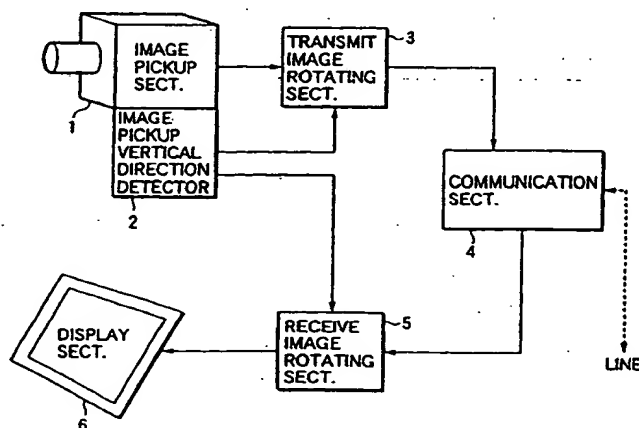 IMAGE
PICKUP
SECT.
1
IMAGE
PICKUP
VERTICAL
DIRECTION
DETECTOR
2
TRANSMIT
IMAGE
ROTATING
SECT.
3
COMMUNICATION
SECT.
4
LINE
RECEIVE
IMAGE
ROTATING
SECT.
5
DISPLAY
SECT.
6